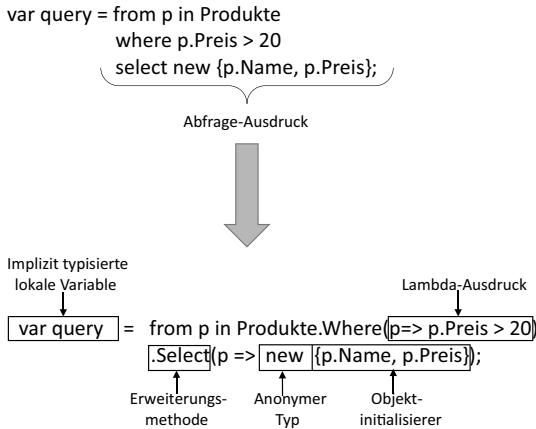 var query = from p in Produkte
where p.Preis > 20
select new {p.Name, p.Preis};
Abfrage-Ausdruck
Implizit typisierte
lokale Variable
Lambda-Ausdruck
var query = from p in Produkte.Where(p=> p.Preis > 20)
.Select(p => new {p.Name, p.Preis});
Erweiterungs-
methode
Anonymer
Typ
Objekt-
initialisierer